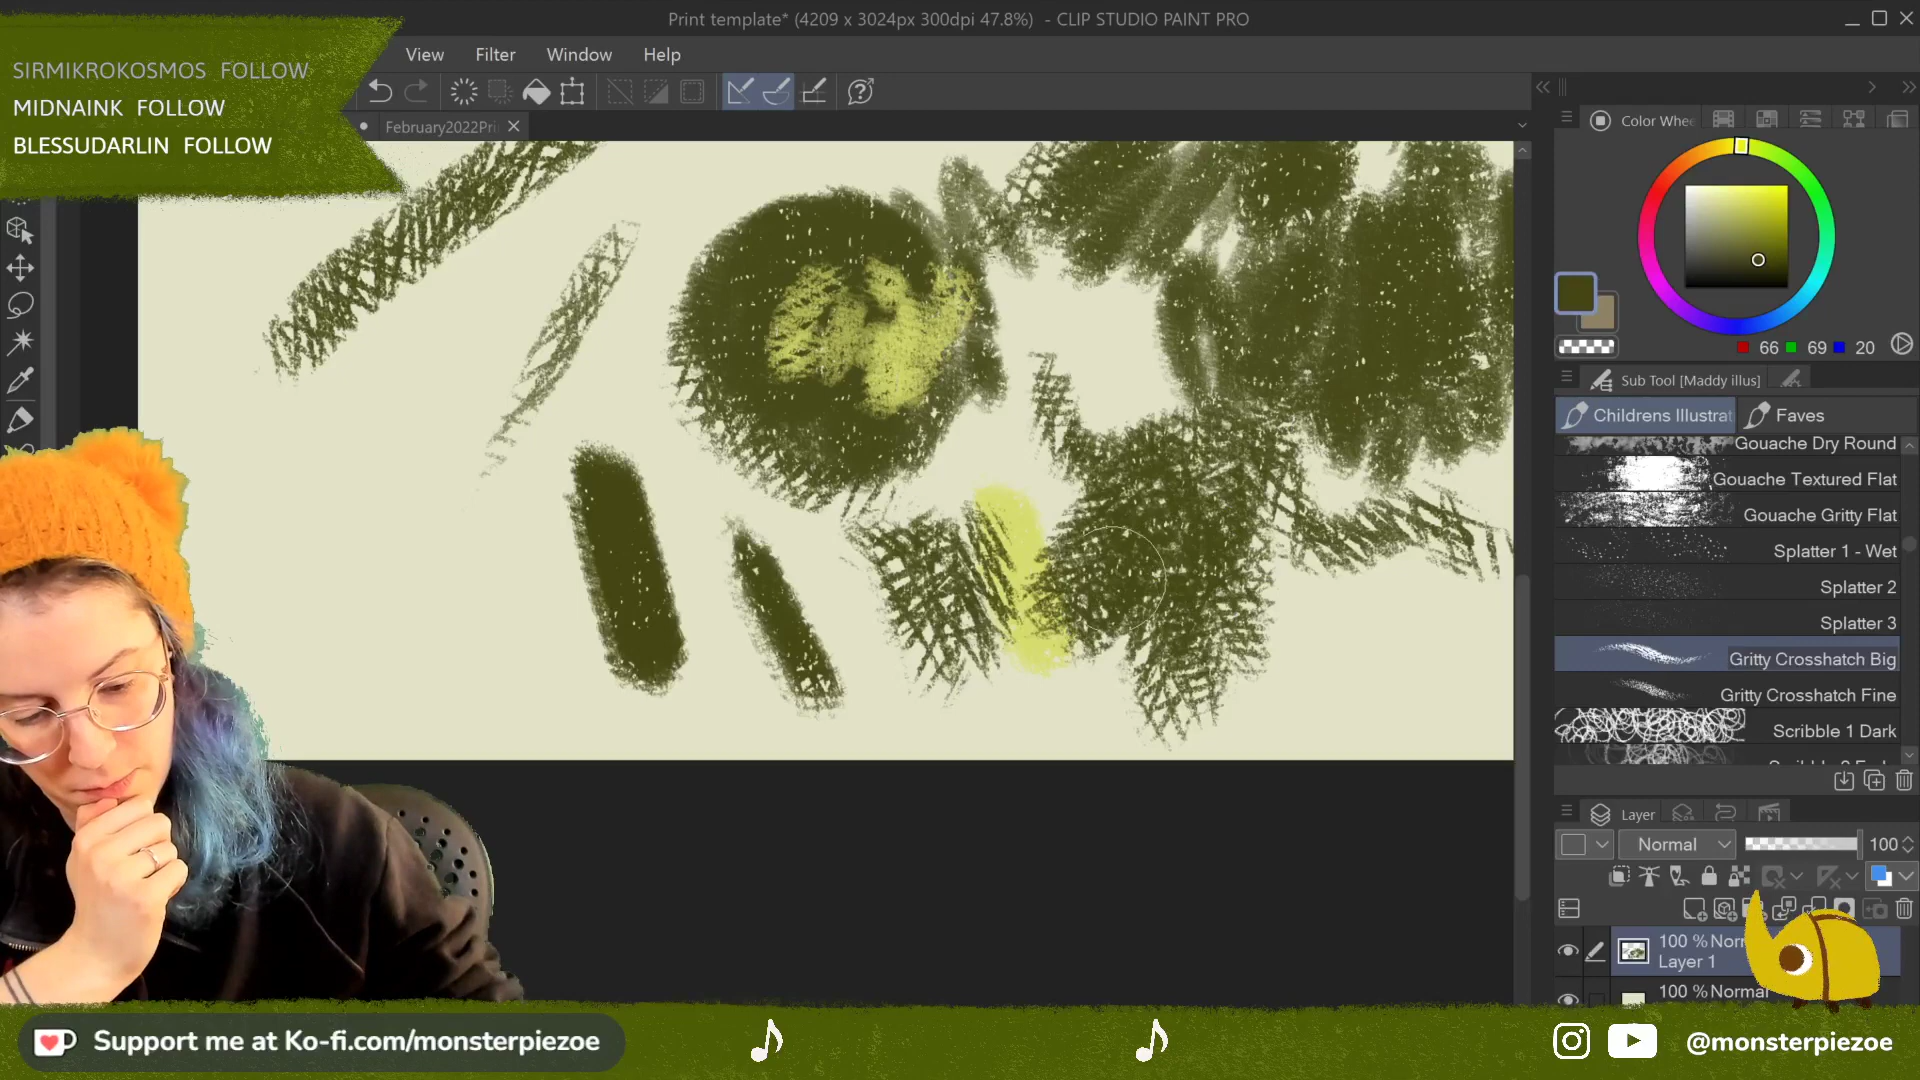 Print template* (4209 x 3024px 300dpi 47.8%) - CLIP STUDIO PAINT PRO
View Filter Window Help
SIRMIKROKOSMOS FOLLOW
MIDNAINK FOLLOW
BLESSUDARLIN FOLLOW
February2022Pri
Color Whee
66 69 20
Sub Tool [Maddy illus]
Childrens Illustrat Faves
Gouache Dry Round
Gouache Textured Flat
Gouache Gritty Flat
Splatter 1 - Wet
Splatter 2
Splatter 3
Gritty Crosshatch Big
Gritty Crosshatch Fine
Scribble 1 Dark
Layer
Normal 100
100 % Norr
Layer 1
100 % Normal
Support me at Ko-fi.com/monsterpiezoe
@monsterpiezoe